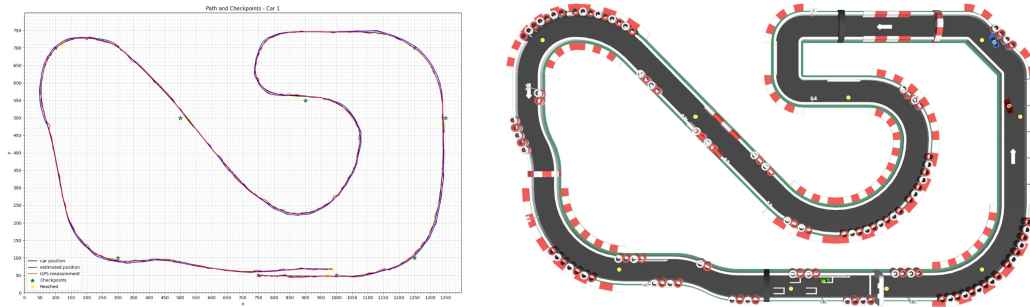 Path and Checkpoints - Car 1
750
700
650
600
550
500
450
400
350
300
250
200
150
100
50
0
y
car position
estimated position
GPS measurement
Checkpoints
Reached
0 50 100 150 200 250 300 350 400 450 500 550 600 650 700 750 800 850 900 950 1000 1050 1100 1150 1200 1250 1300 1350
x